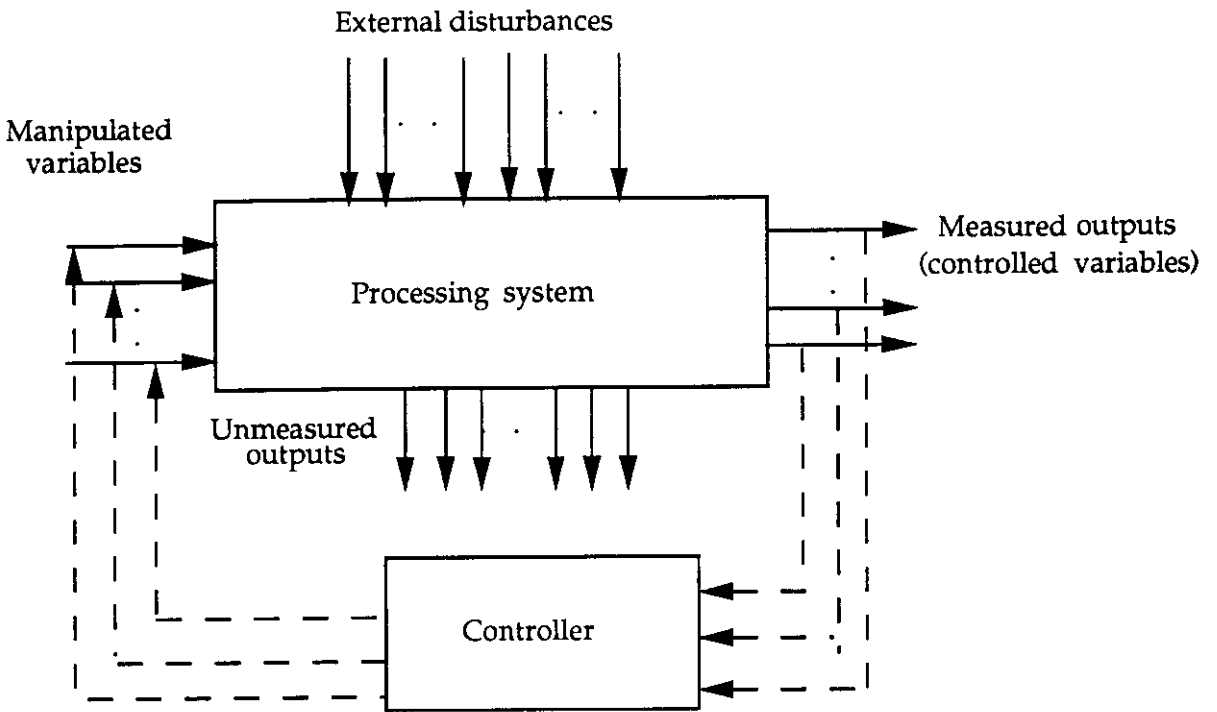 External disturbances
Manipulated
variables
Measured outputs
(controlled variables)
Processing system
Unmeasured
outputs
Controller